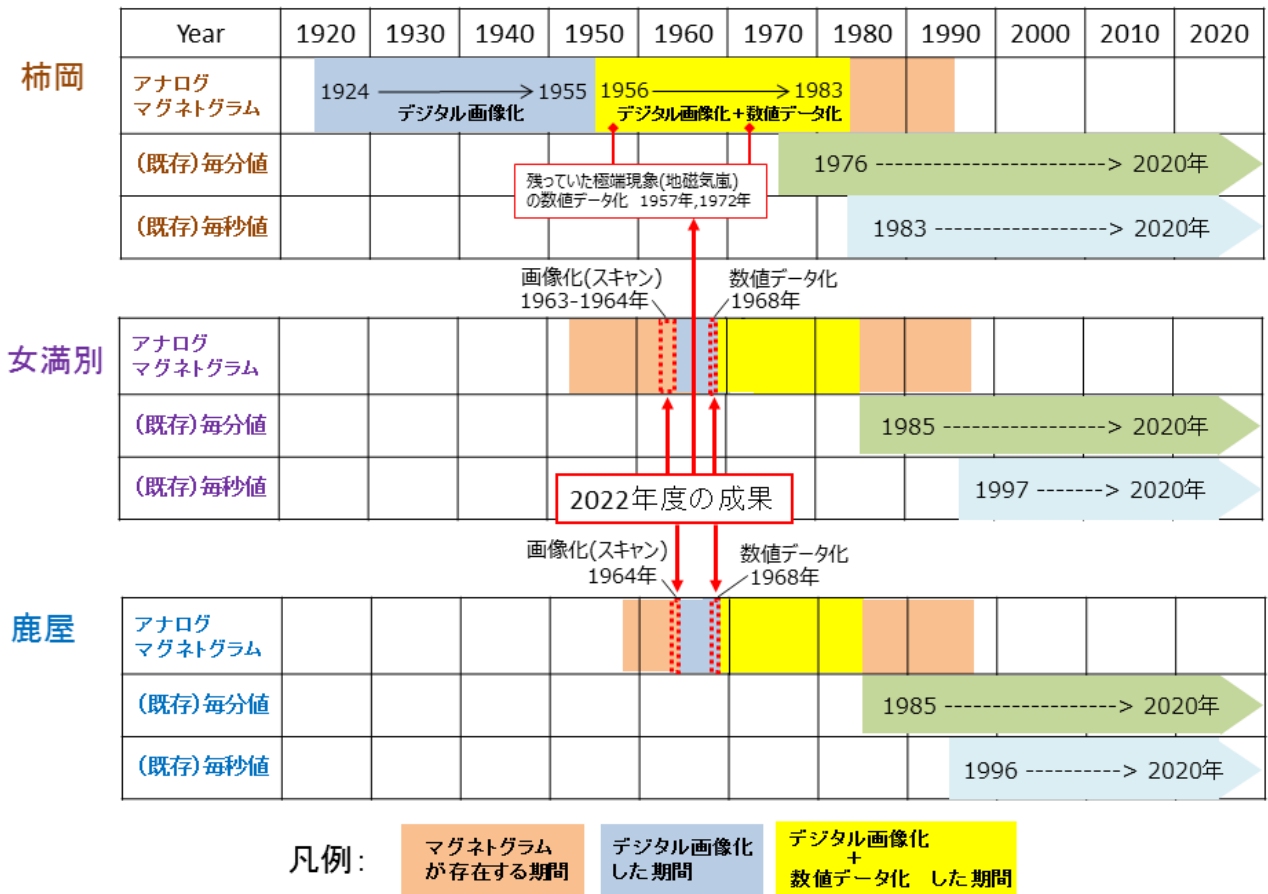 Year 1920 1930 1940 1950 1960 1970 1980 1990 2000 2010 2020
柿岡
アナログ
マグネトグラム
1924 → 1955
デジタル画像化
1956 → 1983
デジタル画像化+数値データ化
(既存)毎分値
1976 --------------------> 2020年
残っていた極端現象(地磁気嵐)
の数値データ化 1957年,1972年
(既存)毎秒値
1983 ---------------> 2020年
画像化(スキャン)
1963-1964年
数値データ化
1968年
女満別
アナログ
マグネトグラム
(既存)毎分値
1985 --------------> 2020年
(既存)毎秒値
1997 -------> 2020年
2022年度の成果
画像化(スキャン)
1964年
数値データ化
1968年
鹿屋
アナログ
マグネトグラム
(既存)毎分値
1985 ---------------> 2020年
(既存)毎秒値
1996 ----------> 2020年
凡例:
マグネトグラム
が存在する期間
デジタル画像化
した期間
デジタル画像化
+
数値データ化 した期間